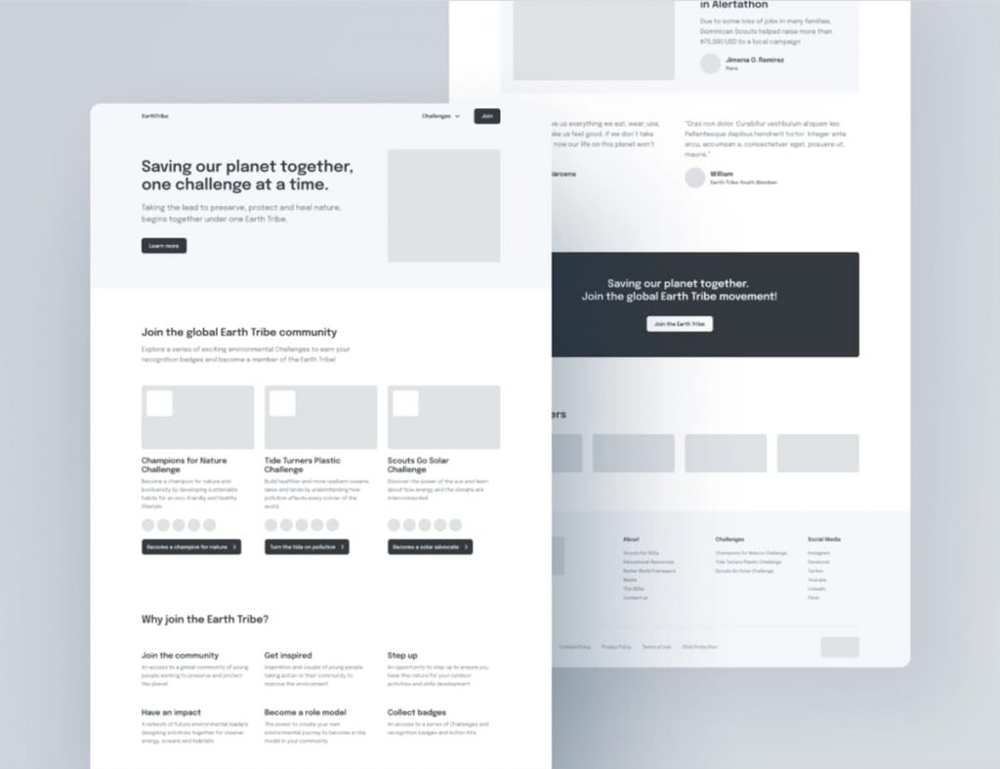 EarthTribe
Challenges
Join
Saving our planet together,
one challenge at a time.
Taking the lead to preserve, protect and heal nature,
begins together under one Earth Tribe.
Learn more
Join the global Earth Tribe community
Explore a series of exciting environmental Challenges to earn your
recognition badges and become a member of the Earth Tribe!
Champions for Nature
Challenge
Become a champion for nature and
biodiversity by developing sustainable
habits for an eco-friendly and healthy
lifestyle
Become a champion for nature
Tide Turners Plastic
Challenge
Build healthier and more resilient oceans,
lakes and lands by understanding how
pollution affects every corner of the
world.
Turn the tide on pollution
Scouts Go Solar
Challenge
Discover the power of the sun and learn
about how energy and the climate are
interconnected
Become a solar advocate
Why join the Earth Tribe?
Join the community
An access to a global community of young
people working to preserve and protect
the planet
Get inspired
Inspiration and visuals of young people
taking action in their community to
improve the environment
Step up
An opportunity to step up to ensure you
have this nature for your outdoor
activities and skills development
Have an impact
A network of future environmental leaders
designing solutions together for cleaner
energy, oceans and habitats
Become a role model
The power to create your own
environmental journey to become a role
model in your community
Collect badges
An access to a series of Challenges and
recognition badges and Action Kits
in Alertathon
Due to some loss of jobs in many families,
Dominican Scouts helped raise more than
$75,000 USD to a local campaign
Jimena O. Ramirez
Peru
us everything we eat, wear, use,
us feel good, if we don't take
now our life on this planet won't
"Cras non dolor. Curabitur vestibulum aliquam leo.
Pellentesque dapibus hendrerit tortor. Integer ante
arcu, accumsan a, consectetuer eget, posuere ut,
mauris."
William
Earth Tribe Youth Member
Saving our planet together.
Join the global Earth Tribe movement!
Join the Earth Tribe
ers
About
Scouts for SDGs
Educational Resources
Better World Framework
Media
The SDGs
Contact us
Challenges
Champions for Nature Challenge
Tide Turners Plastic Challenge
Scouts Go Solar Challenge
Social Media
Instagram
Facebook
Twitter
Youtube
LinkedIn
Flickr
Cookies Policy
Privacy Policy
Terms of Use
Child Protection